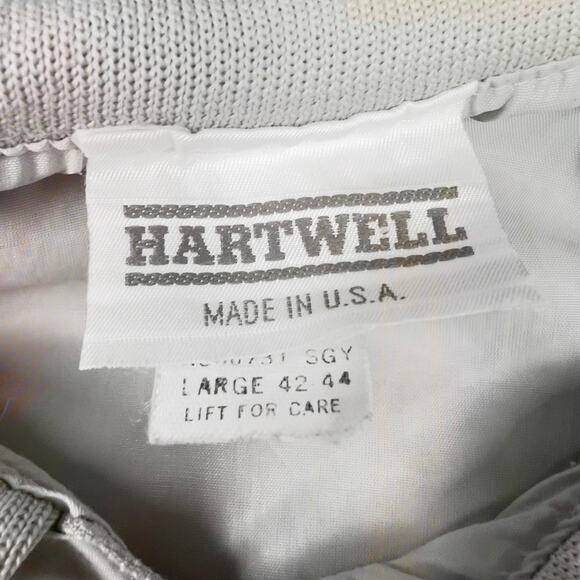 HARTWELL
MADE IN U.S.A.
SGY
LARGE 42 44
LIFT FOR CARE